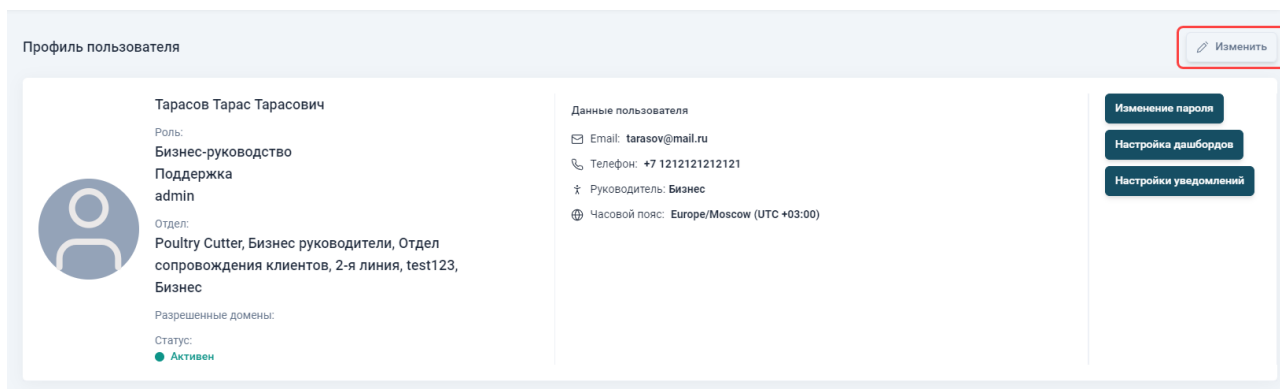 Профиль пользователя
Изменить
Тарасов Тарас Тарасович
Роль:
Бизнес-руководство
Поддержка
admin
Отдел:
Poultry Cutter, Бизнес руководители, Отдел
сопровождения клиентов, 2-я линия, test123,
Бизнес
Разрешенные домены:
Статус:
Активен
Данные пользователя
Email: tarasov@mail.ru
Телефон: +7 1212121212121
Руководитель: Бизнес
Часовой пояс: Europe/Moscow (UTC +03:00)
Изменение пароля
Настройка дашбордов
Настройки уведомлений